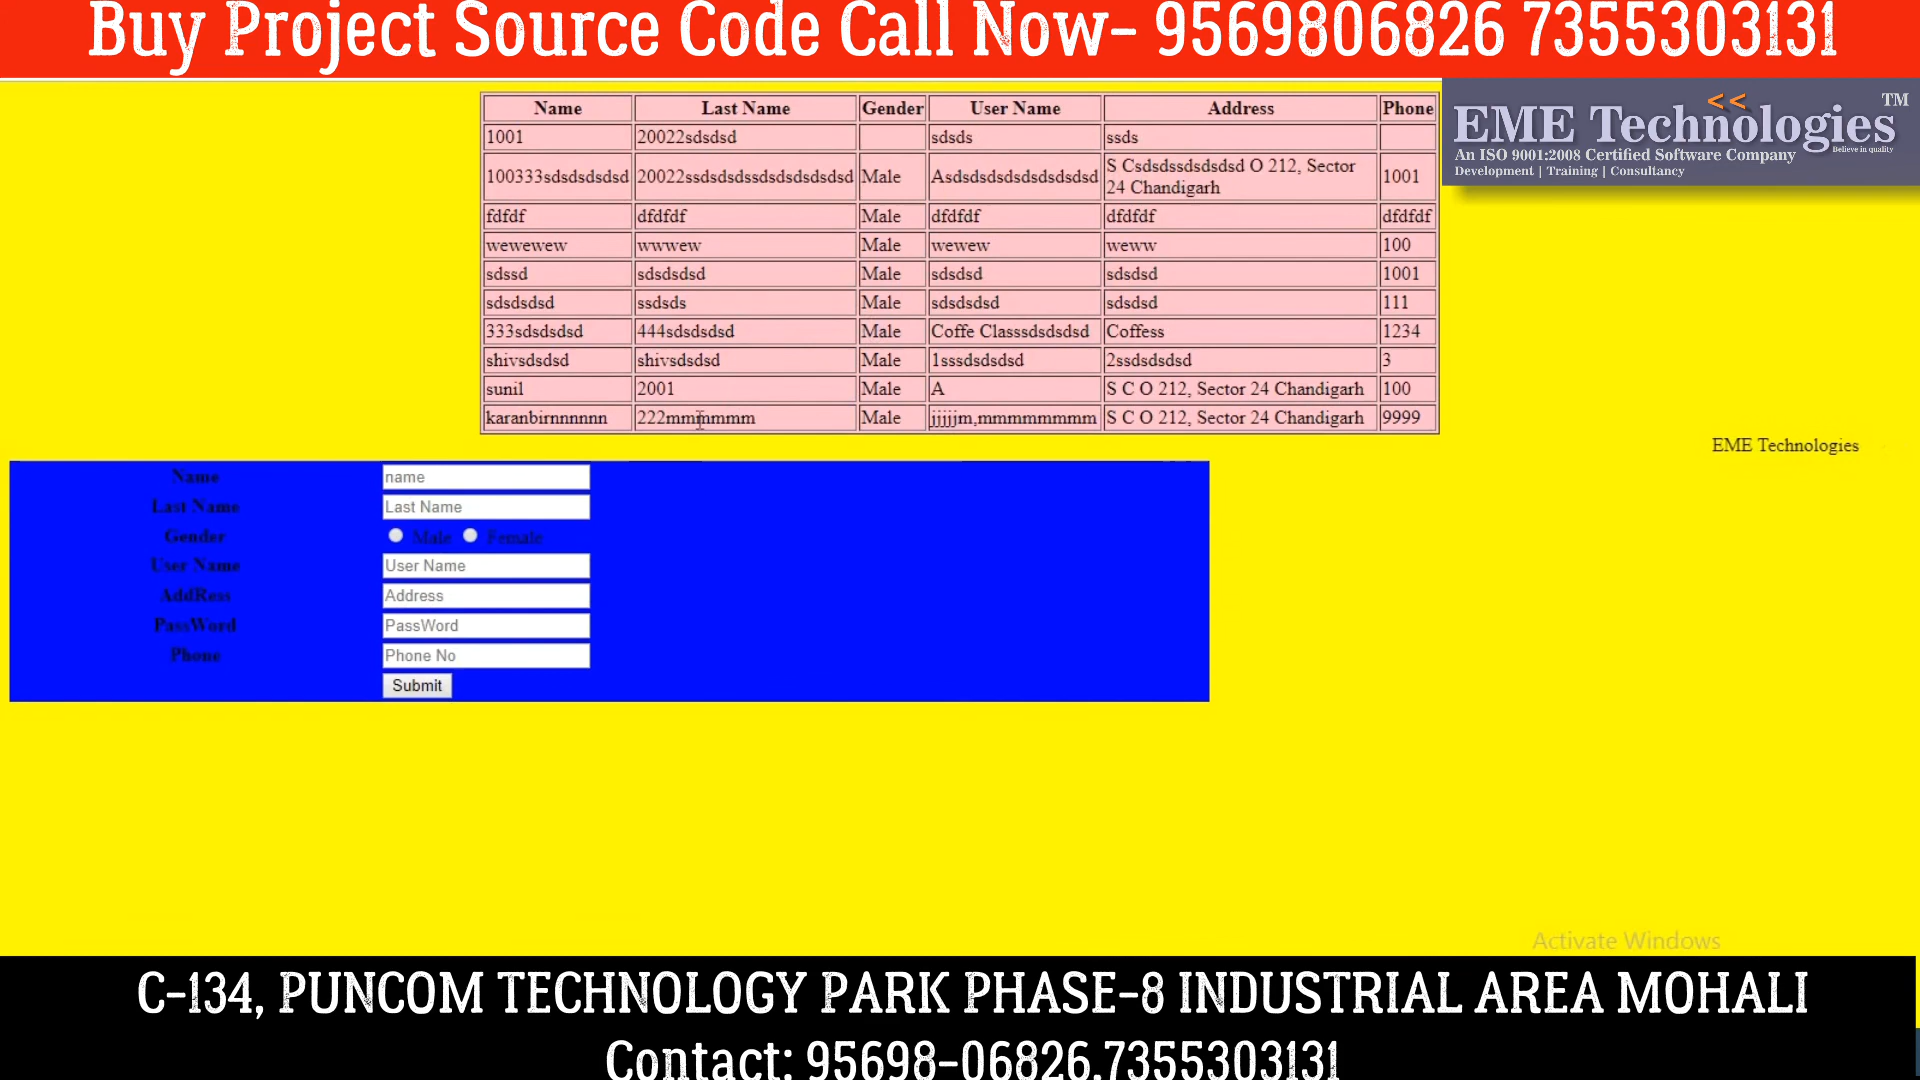 Buy Project Source Code Call Now- 9569806826 7355303131
EME Technologies TM
<<
An ISO 9001:2008 Certified Software Company Believe in quality
Development | Training | Consultancy
Name Last Name Gender User Name Address Phone
1001 20022sdsdsd sdsds ssds
100333sdsdsdsdsd 20022ssdsdsdssdsdsdsdsdsd Male Asdsdsdsdsdsdsdsdsd S Csdsdssdsdsdsd O 212, Sector
24 Chandigarh 1001
fdfdf dfdfdf Male dfdfdf dfdfdf dfdfdf
wewewew wwwew Male wewew weww 100
sdssd sdsdsdsd Male sdsdsd sdsdsd 1001
sdsdsdsd ssdsds Male sdsdsdsd sdsdsd 111
333sdsdsdsd 444sdsdsdsd Male Coffe Classsdsdsdsd Coffess 1234
shivsdsdsd shivsdsdsd Male 1sssdsdsdsd 2ssdsdsdsd 3
sunil 2001 Male A S C O 212, Sector 24 Chandigarh 100
karanbirnnnnnn Male S C O 212, Sector 24 Chandigarh 9999
EME Technologies
Name name
Last Name Last Name
Gender Male Female
User Name User Name
AddRess Address
PassWord PassWord
Phone Phone No
Submit
Activate Windows
C-134, PUNCOM TECHNOLOGY PARK PHASE-8 INDUSTRIAL AREA MOHALI
Contact: 95698-06826,7355303131